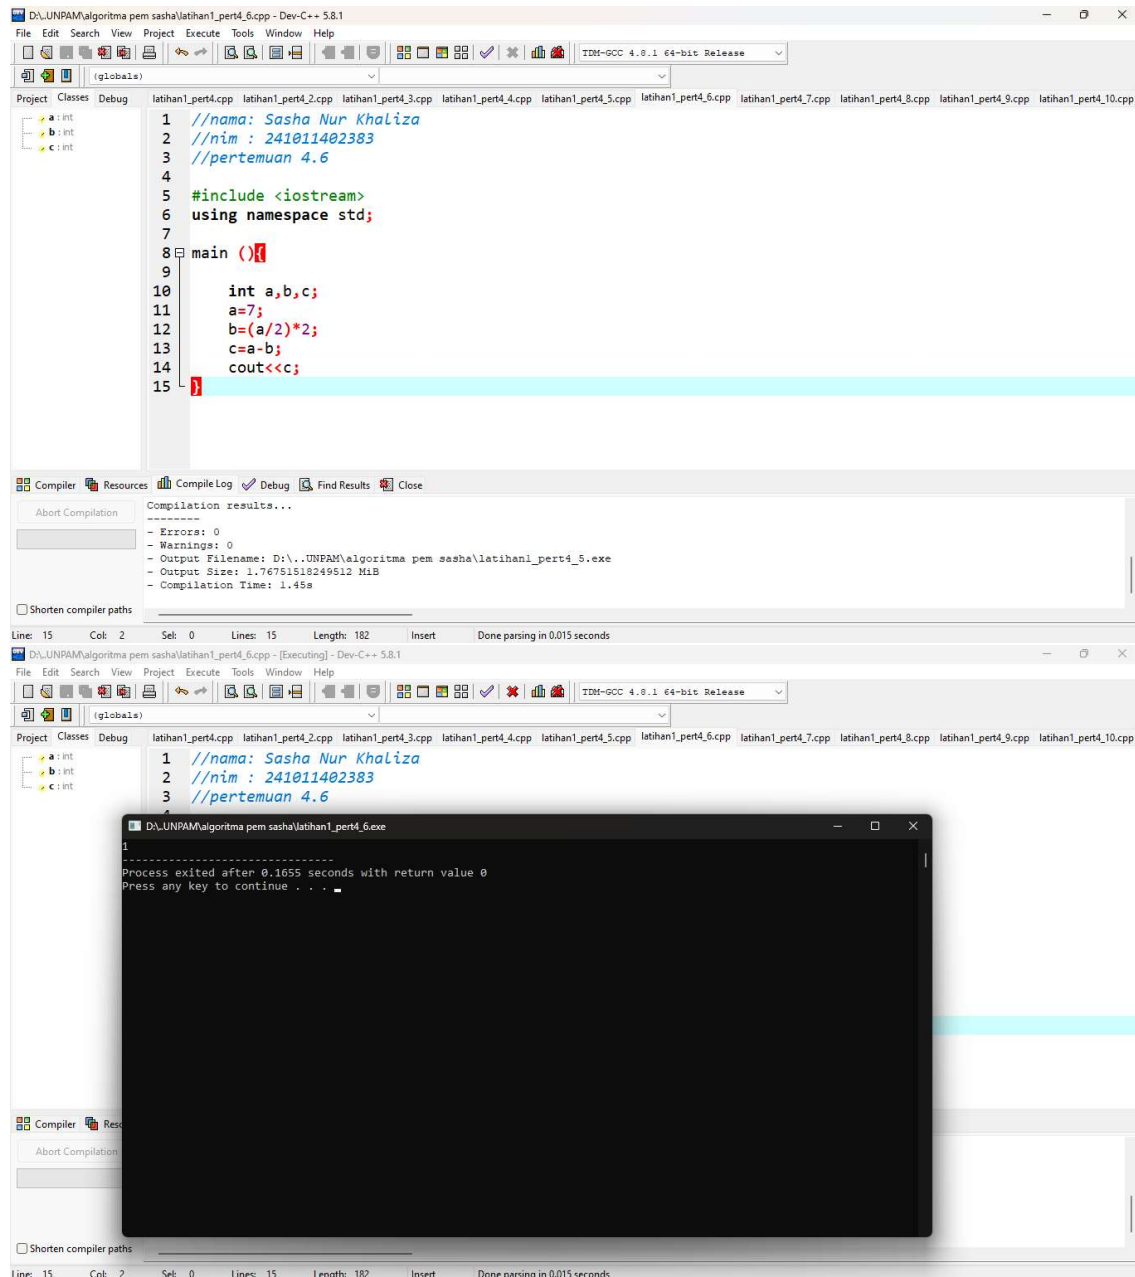 D:\..UNPAM\algoritma pem sasha\latihan1_pert4_6.cpp - Dev-C++ 5.8.1
File Edit Search View Project Execute Tools Window Help
TDM-GCC 4.8.1 64-bit Release
(globals)
Project Classes Debug latihan1_pert4.cpp latihan1_pert4_2.cpp latihan1_pert4_3.cpp latihan1_pert4_4.cpp latihan1_pert4_5.cpp latihan1_pert4_6.cpp latihan1_pert4_7.cpp latihan1_pert4_8.cpp latihan1_pert4_9.cpp latihan1_pert4_10.cpp
a : int
b : int
c : int
1 //nama: Sasha Nur Khaliza
2 //nim : 241011402383
3 //pertemuan 4.6
4
5 #include <iostream>
6 using namespace std;
7
8 main (){
9
10 int a,b,c;
11 a=7;
12 b=(a/2)*2;
13 c=a-b;
14 cout<<c;
15 }
Compiler Resources Compile Log Debug Find Results Close
Abort Compilation
Compilation results...
--------
- Errors: 0
- Warnings: 0
- Output Filename: D:\..UNPAM\algoritma pem sasha\latihan1_pert4_5.exe
- Output Size: 1.76751518249512 MiB
- Compilation Time: 1.45s
Shorten compiler paths
Line: 15 Col: 2 Sel: 0 Lines: 15 Length: 182 Insert Done parsing in 0.015 seconds
D:\..UNPAM\algoritma pem sasha\latihan1_pert4_6.cpp - [Executing] - Dev-C++ 5.8.1
File Edit Search View Project Execute Tools Window Help
TDM-GCC 4.8.1 64-bit Release
(globals)
Project Classes Debug latihan1_pert4.cpp latihan1_pert4_2.cpp latihan1_pert4_3.cpp latihan1_pert4_4.cpp latihan1_pert4_5.cpp latihan1_pert4_6.cpp latihan1_pert4_7.cpp latihan1_pert4_8.cpp latihan1_pert4_9.cpp latihan1_pert4_10.cpp
a : int
b : int
c : int
1 //nama: Sasha Nur Khaliza
2 //nim : 241011402383
3 //pertemuan 4.6
D:\..UNPAM\algoritma pem sasha\latihan1_pert4_6.exe
1
--------------------------------
Process exited after 0.1655 seconds with return value 0
Press any key to continue . . .
Compiler
Abort Compilation
Shorten compiler paths
Line: 15 Col: 2 Sel: 0 Lines: 15 Length: 182 Insert Done parsing in 0.015 seconds